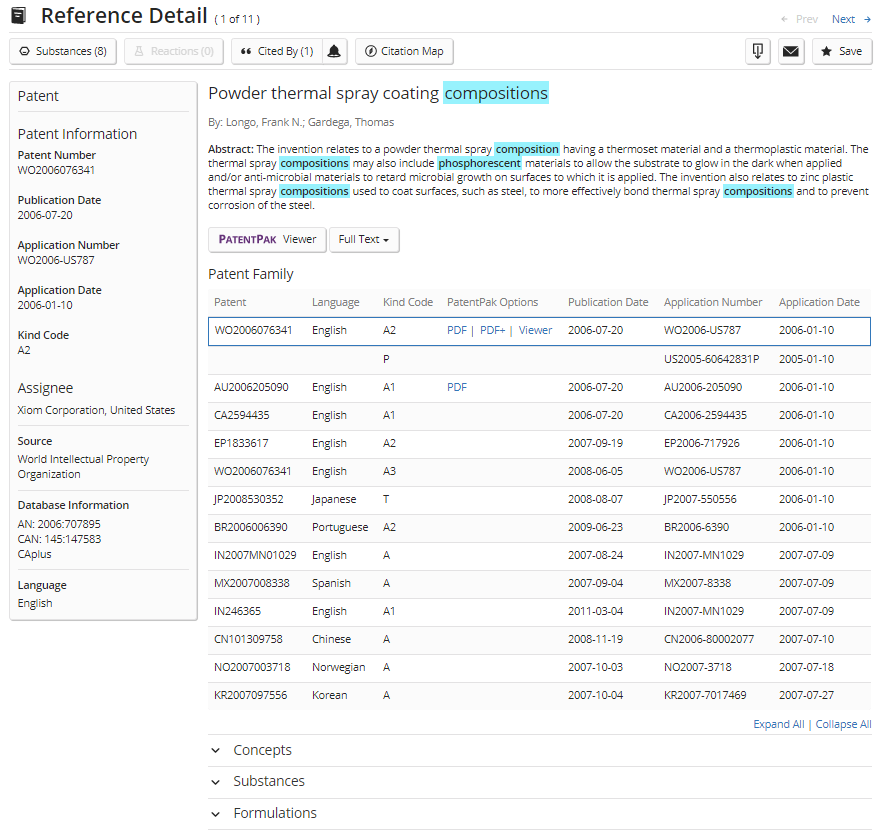 Reference Detail ( 1 of 11 )
← Prev Next →
Substances (8) Reactions (0) Cited By (1) Citation Map Save
Patent
Patent Information
Patent Number
WO2006076341
Publication Date
2006-07-20
Application Number
WO2006-US787
Application Date
2006-01-10
Kind Code
A2
Assignee
Xiom Corporation, United States
Source
World Intellectual Property
Organization
Database Information
AN: 2006:707895
CAN: 145:147583
CAplus
Language
English
Powder thermal spray coating compositions
By: Longo, Frank N.; Gardega, Thomas
Abstract: The invention relates to a powder thermal spray composition having a thermoset material and a thermoplastic material. The
thermal spray compositions may also include phosphorescent materials to allow the substrate to glow in the dark when applied
and/or anti-microbial materials to retard microbial growth on surfaces to which it is applied. The invention also relates to zinc plastic
thermal spray compositions used to coat surfaces, such as steel, to more effectively bond thermal spray compositions and to prevent
corrosion of the steel.
PATENTPAK Viewer Full Text
Patent Family
Patent Language Kind Code PatentPak Options Publication Date Application Number Application Date
WO2006076341 English A2 PDF | PDF+ | Viewer 2006-07-20 WO2006-US787 2006-01-10
P US2005-60642831P 2005-01-10
AU2006205090 English A1 PDF 2006-07-20 AU2006-205090 2006-01-10
CA2594435 English A1 2006-07-20 CA2006-2594435 2006-01-10
EP1833617 English A2 2007-09-19 EP2006-717926 2006-01-10
WO2006076341 English A3 2008-06-05 WO2006-US787 2006-01-10
JP2008530352 Japanese T 2008-08-07 JP2007-550556 2006-01-10
BR2006006390 Portuguese A2 2009-06-23 BR2006-6390 2006-01-10
IN2007MN01029 English A 2007-08-24 IN2007-MN1029 2007-07-09
MX2007008338 Spanish A 2007-09-04 MX2007-8338 2007-07-09
IN246365 English A1 2011-03-04 IN2007-MN1029 2007-07-09
CN101309758 Chinese A 2008-11-19 CN2006-80002077 2007-07-10
NO2007003718 Norwegian A 2007-10-03 NO2007-3718 2007-07-18
KR2007097556 Korean A 2007-10-04 KR2007-7017469 2007-07-27
Expand All | Collapse All
Concepts
Substances
Formulations